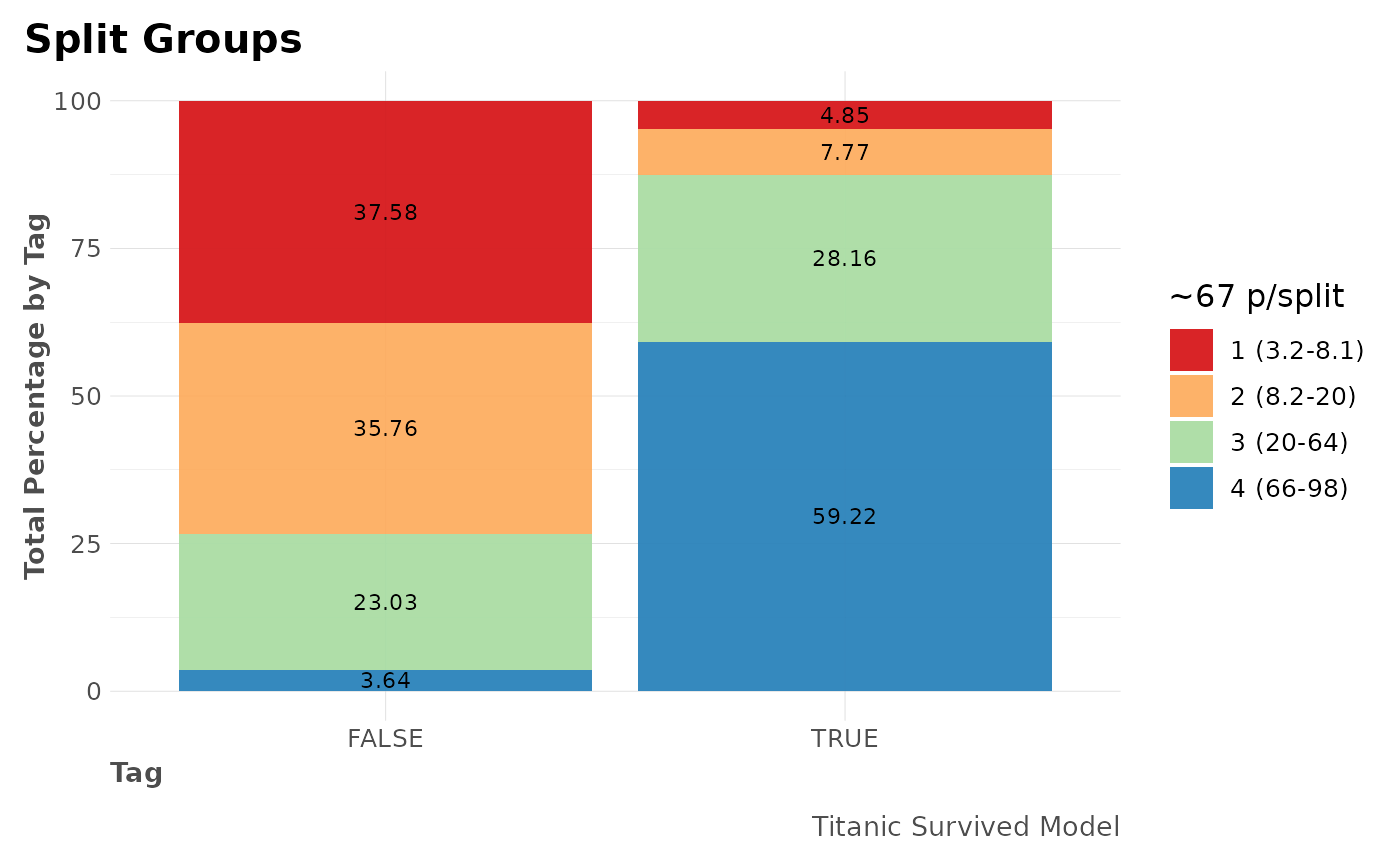 Split Groups
Total Percentage by Tag
100
75
50
25
0
37.58
35.76
23.03
3.64
4.85
7.77
28.16
59.22
FALSE
TRUE
Tag
~67 p/split
1 (3.2-8.1)
2 (8.2-20)
3 (20-64)
4 (66-98)
Titanic Survived Model